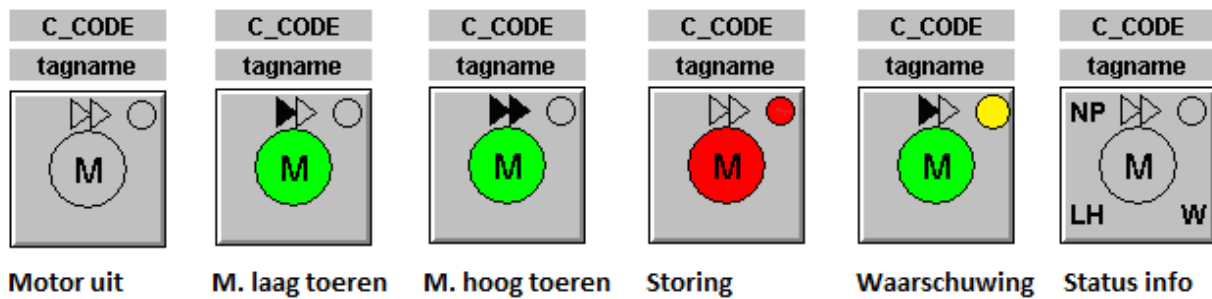 C_CODE C_CODE C_CODE C_CODE C_CODE C_CODE
tagname tagname tagname tagname tagname tagname
NP
M M M M M M
LH W
Motor uit M. laag toeren M. hoog toeren Storing Waarschuwing Status info